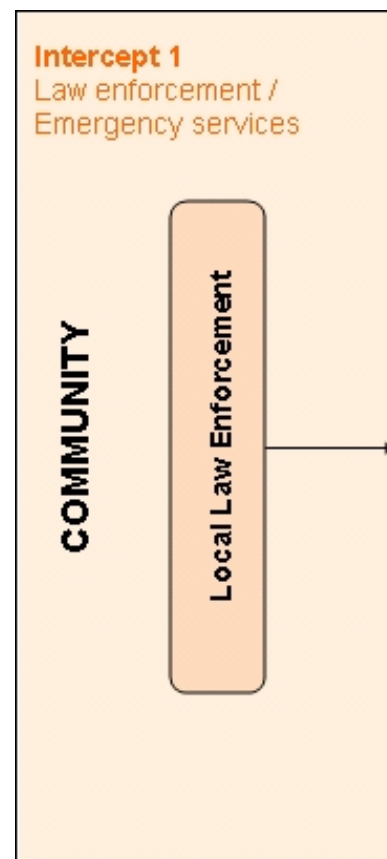 Intercept 1
Law enforcement /
Emergency services
COMMUNITY
Local Law Enforcement